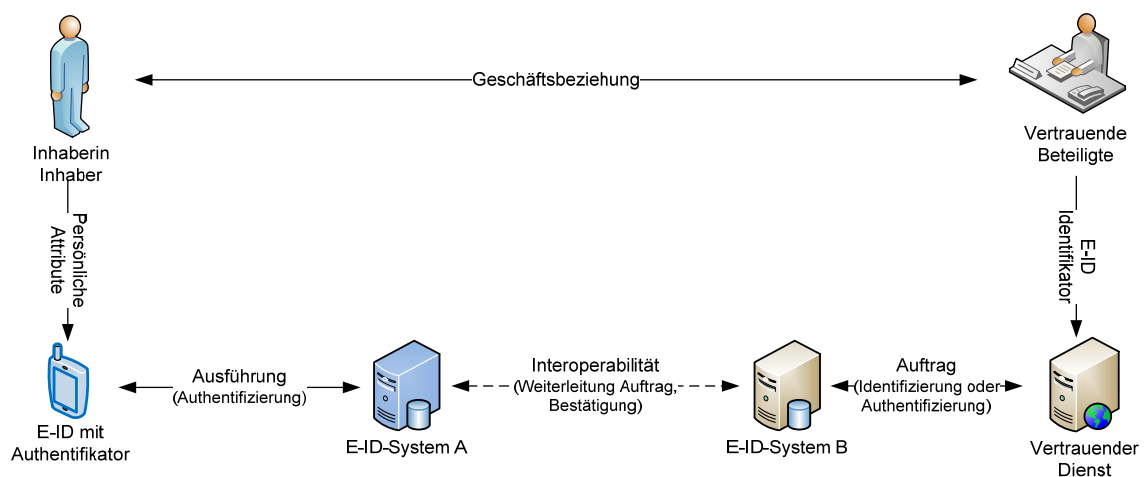 Geschäftsbeziehung
Inhaberin
Inhaber
Vertrauende
Beteiligte
Persönliche
Attribute
E-ID
Identifikator
Ausführung
(Authentifizierung)
Interoperabilität
(Weiterleitung Auftrag,
Bestätigung)
Auftrag
(Identifizierung oder
Authentifizierung)
E-ID mit
Authentifikator
E-ID-System A
E-ID-System B
Vertrauender
Dienst